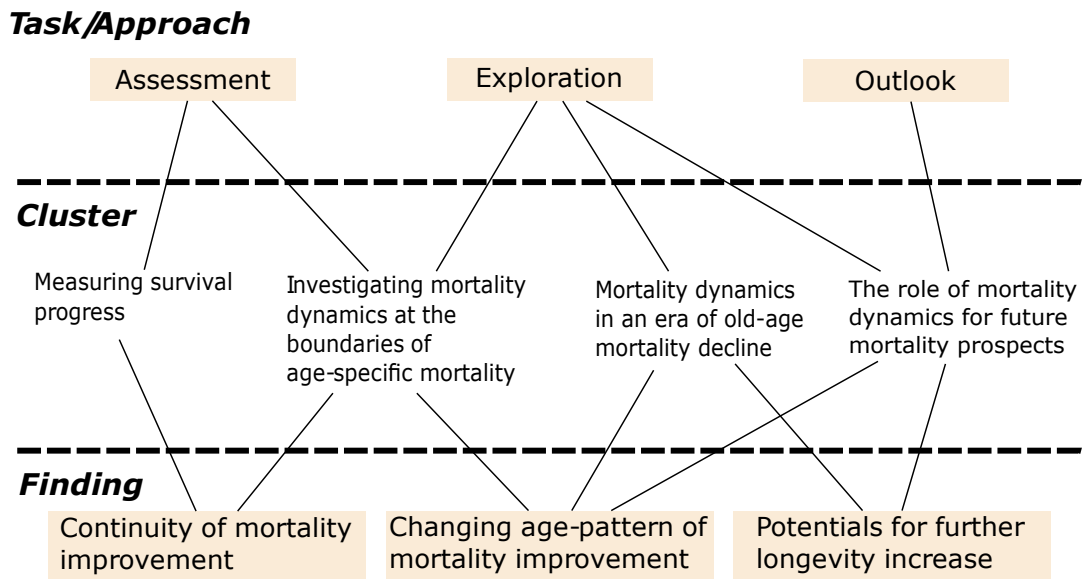 Task/Approach
Assessment
Exploration
Outlook
Cluster
Measuring survival
progress
Investigating mortality
dynamics at the
boundaries of
age-specific mortality
Mortality dynamics
in an era of old-age
mortality decline
The role of mortality
dynamics for future
mortality prospects
Finding
Continuity of mortality
improvement
Changing age-pattern of
mortality improvement
Potentials for further
longevity increase